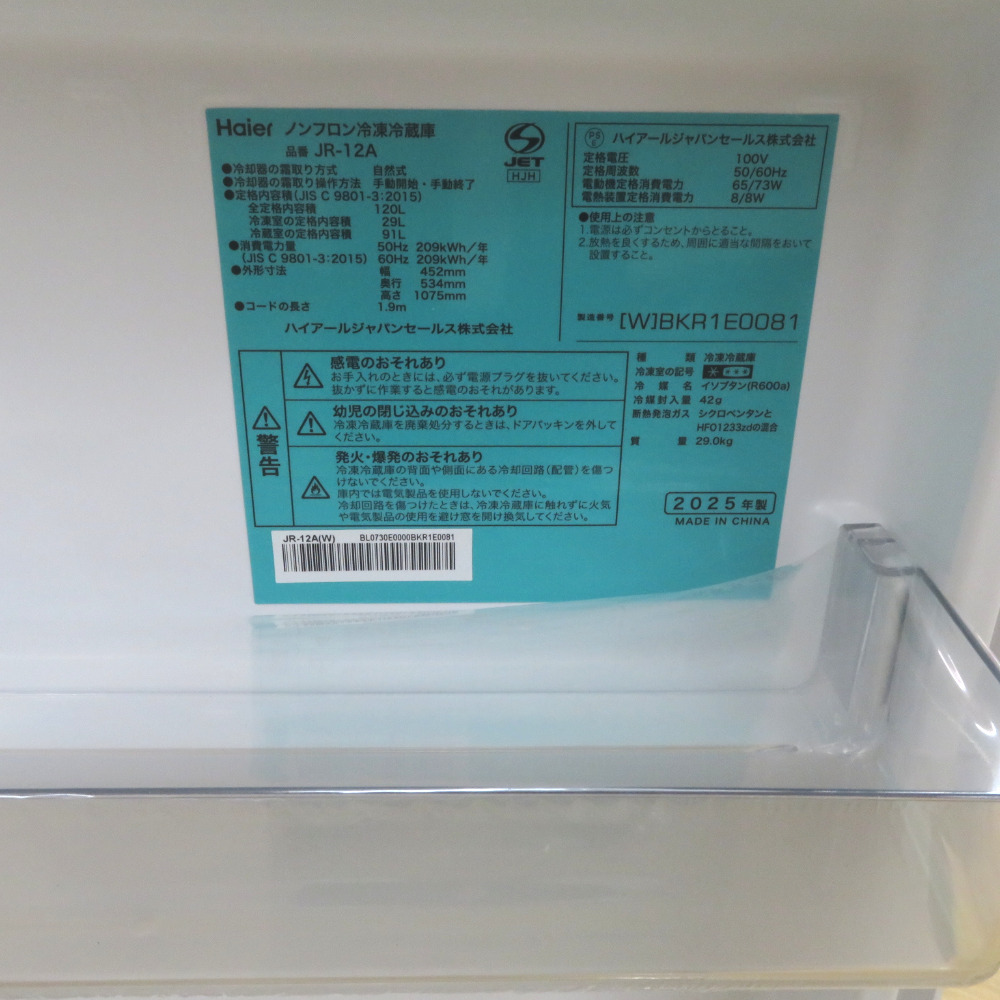 Haier ノンフロン冷凍冷蔵庫
品番 JR-12A
●冷却器の霜取り方式 自然式
●冷却器の霜取り操作方法 手動開始・手動終了
●定格内容積(JIS C 9801-3:2015)
全定格内容積 120L
冷凍室の定格内容積 29L
冷蔵室の定格内容積 91L
●消費電力量 50Hz 209kWh/年
(JIS C 9801-3:2015) 60Hz 209kWh/年
●外形寸法 幅 452mm
奥行 534mm
高さ 1075mm
●コードの長さ 1.9m
ハイアールジャパンセールス株式会社
JET
HJH
PS E ハイアールジャパンセールス株式会社
定格電圧 100V
定格周波数 50/60Hz
電動機定格消費電力 65/73W
電熱装置定格消費電力 8/8W
●使用上の注意
1.電源は必ずコンセントからとること。
2.放熱を良くするため、周囲に適当な間隔をおいて
設置すること。
製造番号 [W]BKR1E0081
警告
感電のおそれあり
お手入れのときには、必ず電源プラグを抜いてください。
抜かずに作業すると感電のおそれがあります。
幼児の閉じ込めのおそれあり
冷凍冷蔵庫を廃棄処分するときは、ドアパッキンを外して
ください。
発火・爆発のおそれあり
冷凍冷蔵庫の背面や側面にある冷却回路(配管)を傷つ
けないでください。
庫内では電気製品を使用しないでください。
冷却回路を傷つけたときは、冷凍冷蔵庫に触れずに火気
や電気製品の使用を避け窓を開け換気してください。
種類 冷凍冷蔵庫
冷凍室の記号
冷媒名 イソブタン(R600a)
冷媒封入量 42g
断熱発泡ガス シクロペンタンと
HFO1233zdの混合
質量 29.0kg
2025年製
MADE IN CHINA
JR-12A(W) BL0730E0000BKR1E0081